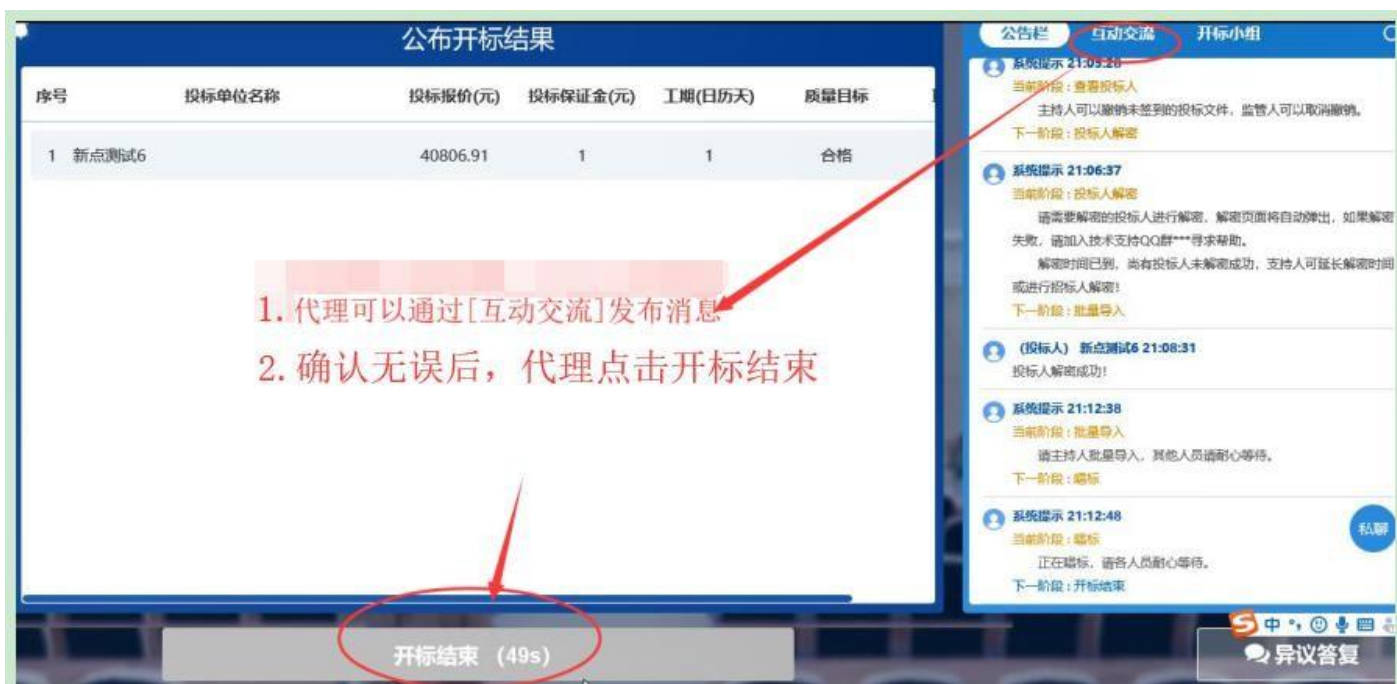 公布开标结果
序号 投标单位名称 投标报价(元) 投标保证金(元) 工期(日历天) 质量目标
1 新点测试6 40806.91 1 1 合格
1. 代理可以通过[互动交流]发布消息
2. 确认无误后，代理点击开标结束
开标结束 (49s)
公告栏 互动交流 开标小组
系统提示 21:05:28
当前阶段：查看投标人
主持人可以撤销未签到的投标文件，监管人可以取消撤销。
下一阶段：投标人解密
系统提示 21:06:37
当前阶段：投标人解密
请需要解密的投标人进行解密，解密页面将自动弹出，如果解密
失败，请加入技术支持QQ群***寻求帮助。
解密时间已到，尚有投标人未解密成功，支持人可延长解密时间
或进行招标人解密！
下一阶段：批量导入
（投标人） 新点测试6 21:08:31
投标人解密成功！
系统提示 21:12:38
当前阶段：批量导入
请主持人批量导入，其他人员请耐心等待。
下一阶段：唱标
系统提示 21:12:48
当前阶段：唱标
正在唱标，请各人员耐心等待。
下一阶段：开标结束
私聊
中
异议答复